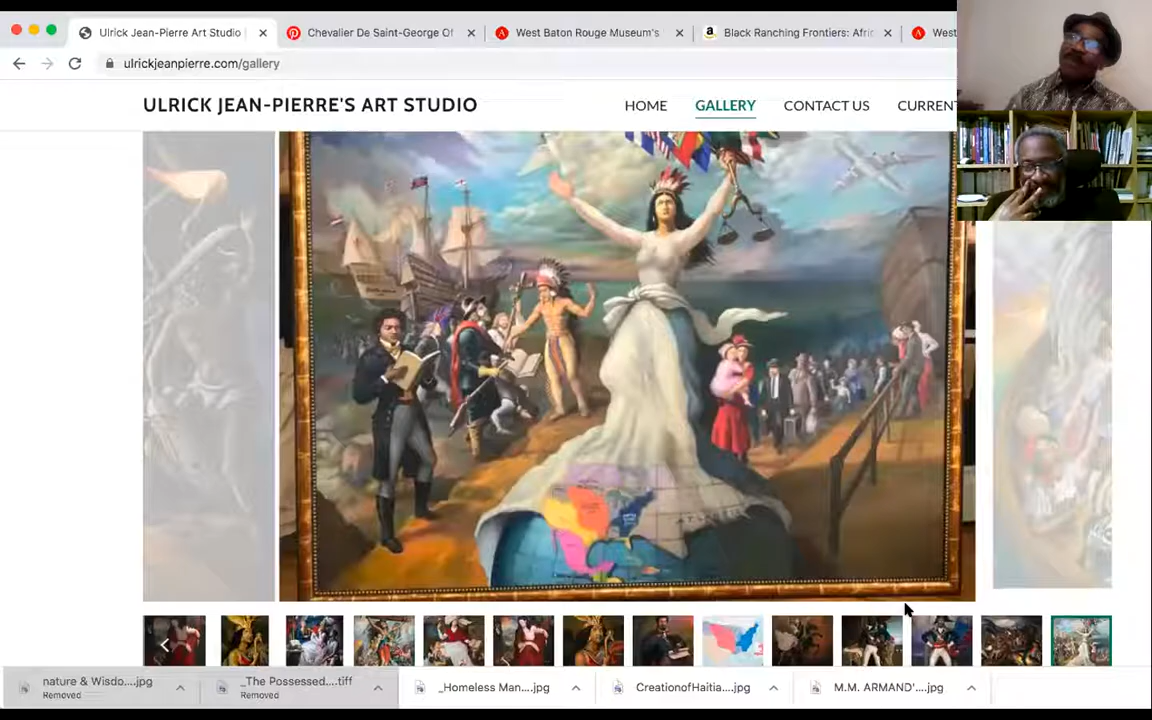 Ulrick Jean-Pierre Art Studio
Chevalier De Saint-George Of
West Baton Rouge Museum's
Black Ranching Frontiers: Afri
West
ulrickjeanpierre.com/gallery
ULRICK JEAN-PIERRE'S ART STUDIO
HOME
GALLERY
CONTACT US
CURREN
nature & Wisdo....jpg
Removed
_The Possessed....tiff
Removed
_Homeless Man....jpg
CreationofHaitia....jpg
M.M. ARMAND'....jpg